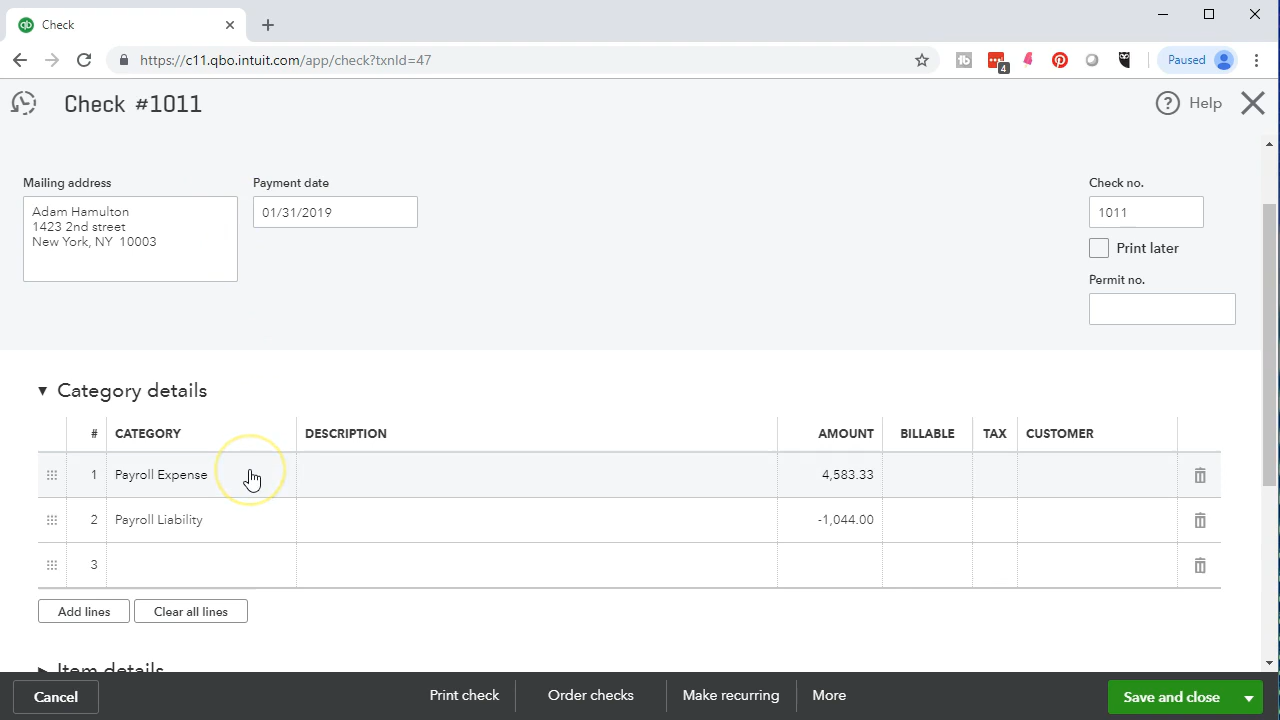 Check
https://c11.qbo.intuit.com/app/check?txnId=47
4
Paused
Check #1011
Help
Mailing address
Payment date
Check no.
Adam Hamulton
1423 2nd street
New York, NY 10003
01/31/2019
1011
Print later
Permit no.
Category details
# CATEGORY DESCRIPTION AMOUNT BILLABLE TAX CUSTOMER
1 Payroll Expense 4,583.33
2 Payroll Liability -1,044.00
3
Add lines Clear all lines
Item details
Cancel Print check Order checks Make recurring More Save and close